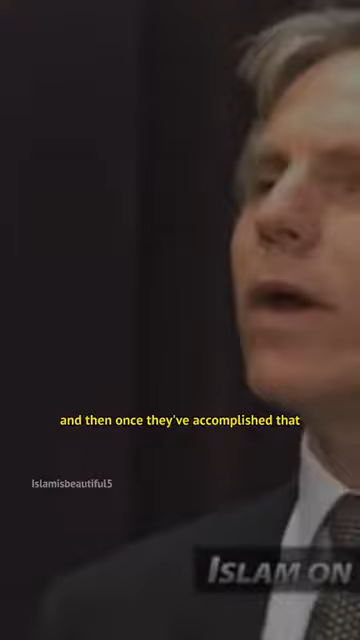 and then once they've accomplished that
Islamisbeautiful5
ISLAM ON